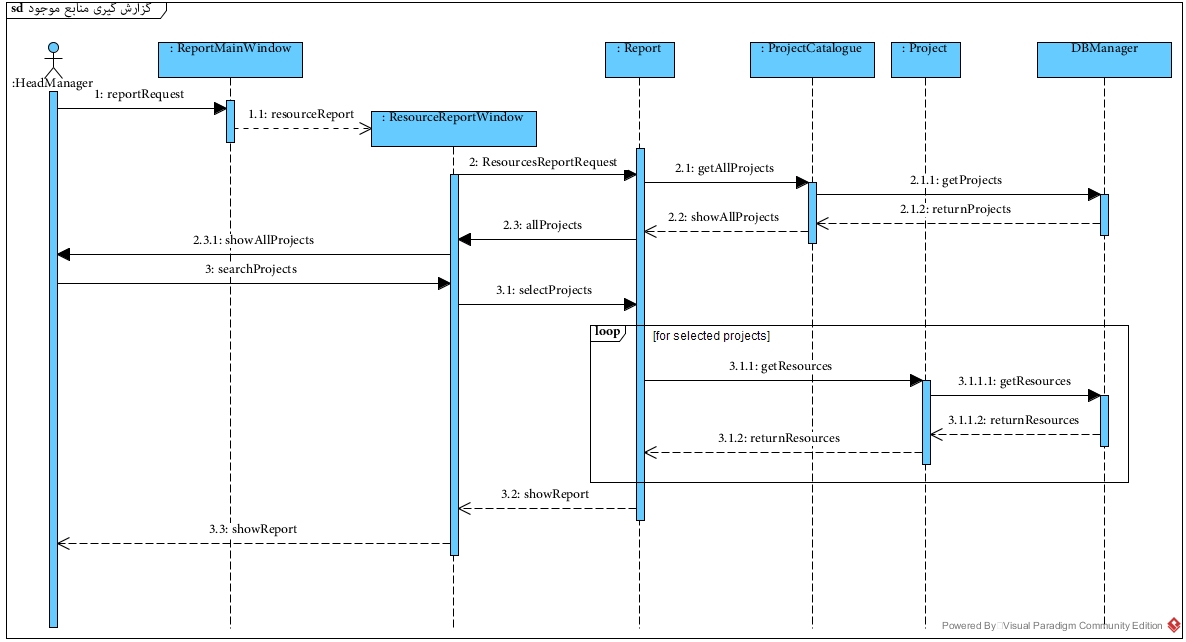 sd گزارش گیری منابع موجود
: ReportMainWindow
: Report
: ProjectCatalogue
: Project
DBManager
:HeadManager
1: reportRequest
1.1: resourceReport
: ResourceReportWindow
2: ResourcesReportRequest
2.1: getAllProjects
2.1.1: getProjects
2.1.2: returnProjects
2.2: showAllProjects
2.3: allProjects
2.3.1: showAllProjects
3: searchProjects
3.1: selectProjects
loop
[for selected projects]
3.1.1: getResources
3.1.1.1: getResources
3.1.1.2: returnResources
3.1.2: returnResources
3.2: showReport
3.3: showReport
Powered By Visual Paradigm Community Edition